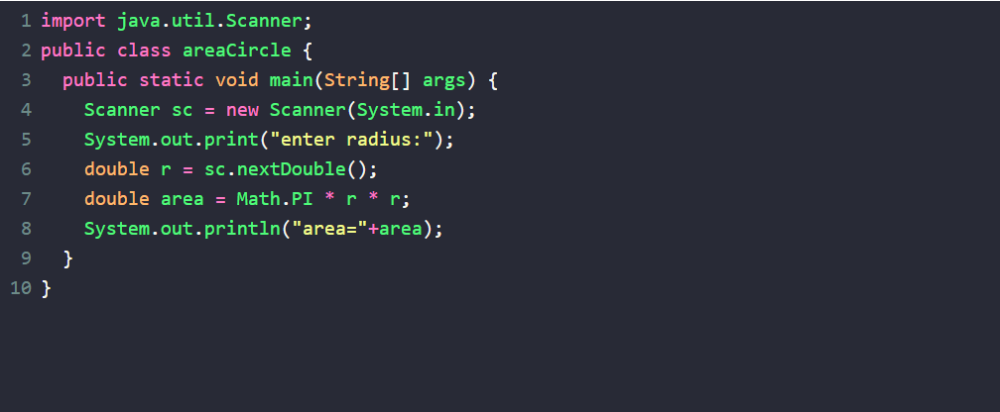 1 import java.util.Scanner;
2 public class areaCircle {
3   public static void main(String[] args) {
4     Scanner sc = new Scanner(System.in);
5     System.out.print("enter radius:");
6     double r = sc.nextDouble();
7     double area = Math.PI * r * r;
8     System.out.println("area="+area);
9   }
10 }